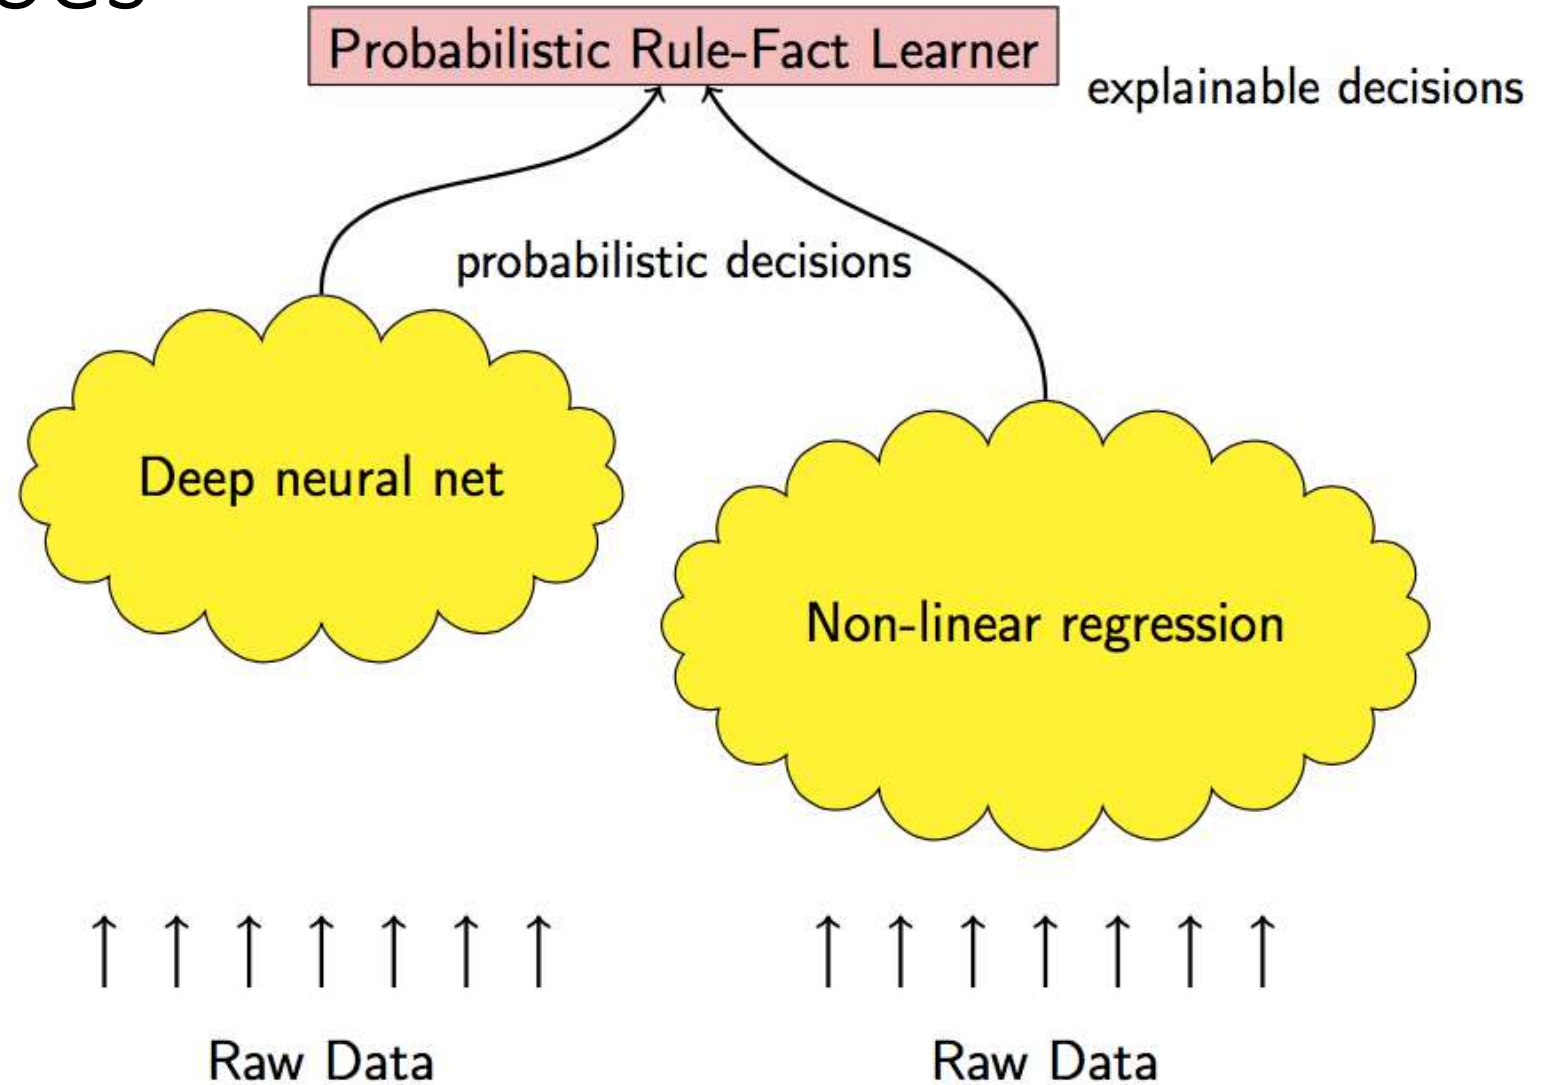 Probabilistic Rule-Fact Learner
explainable decisions
probabilistic decisions
Deep neural net
Non-linear regression
Raw Data
Raw Data